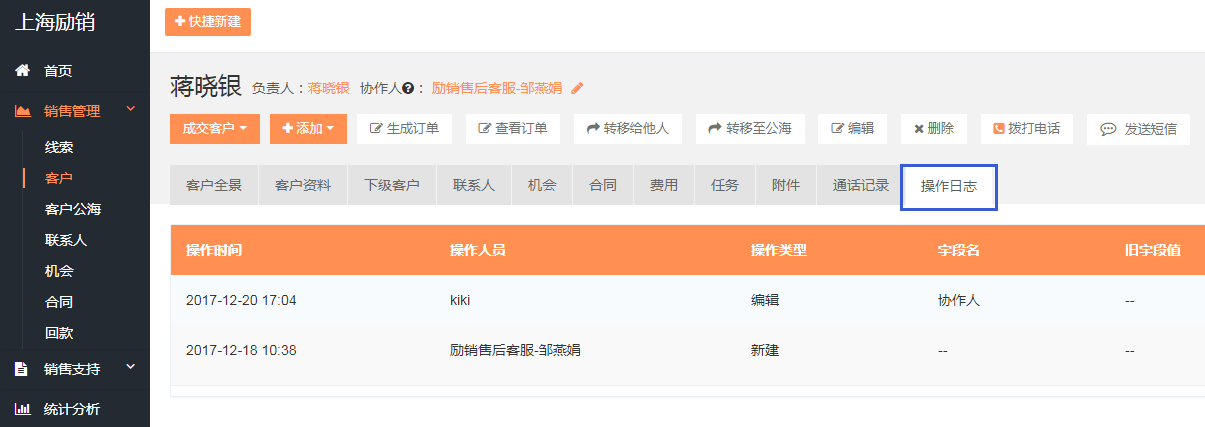 上海励销
快捷新建
首页
销售管理
线索
客户
客户公海
联系人
机会
合同
回款
销售支持
统计分析
蒋晓银 负责人：蒋晓银 协作人：励销售后客服-邹燕娟
成交客户 添加 生成订单 查看订单 转移给他人 转移至公海 编辑 删除 拨打电话 发送短信
客户全景 客户资料 下级客户 联系人 机会 合同 费用 任务 附件 通话记录 操作日志
操作时间 操作人员 操作类型 字段名 旧字段值
2017-12-20 17:04 kiki 编辑 协作人 --
2017-12-18 10:38 励销售后客服-邹燕娟 新建 -- --